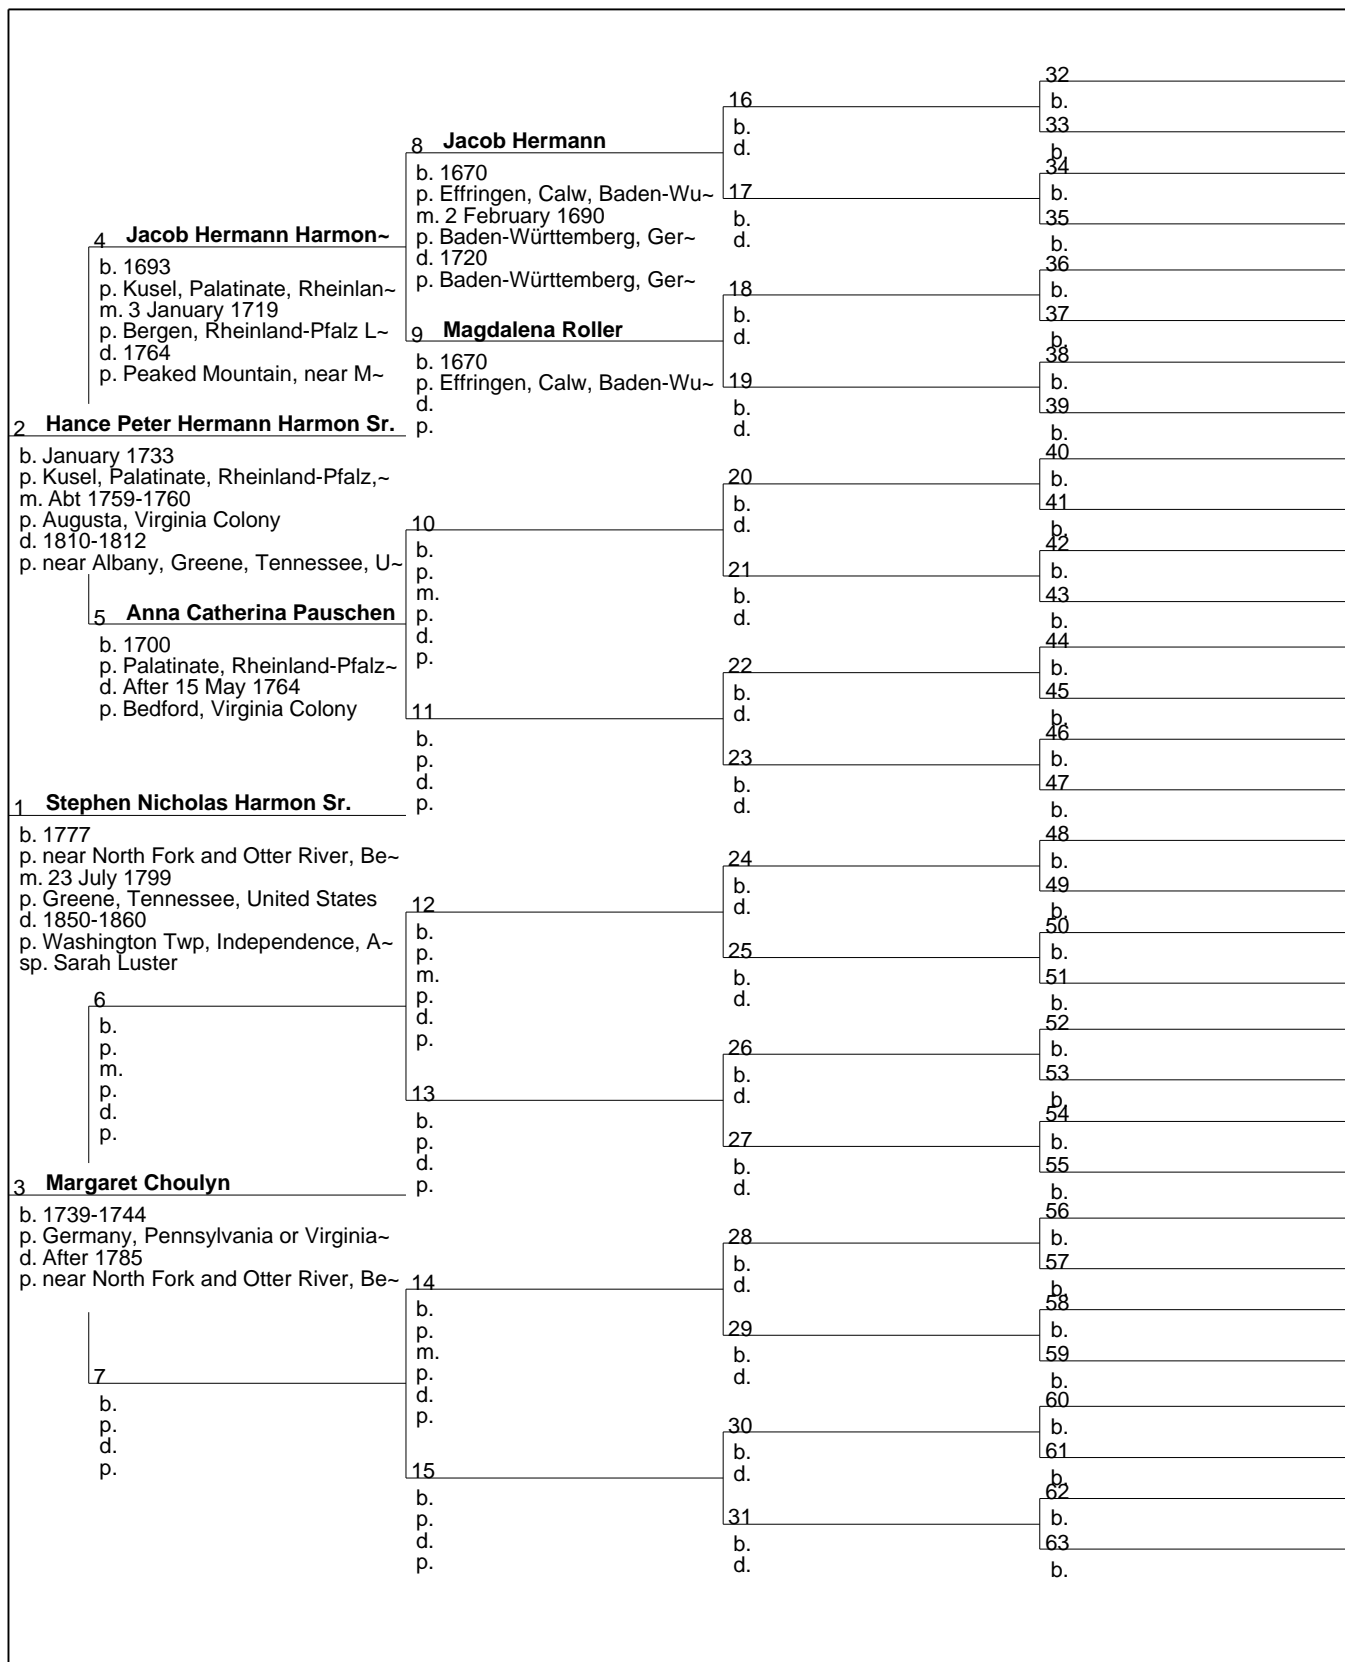 4 Jacob Hermann Harmon~
b. 1693
p. Kusel, Palatinate, Rheinlan~
m. 3 January 1719
p. Bergen, Rheinland-Pfalz L~
d. 1764
p. Peaked Mountain, near M~
2 Hance Peter Hermann Harmon Sr.
b. January 1733
p. Kusel, Palatinate, Rheinland-Pfalz,~
m. Abt 1759-1760
p. Augusta, Virginia Colony
d. 1810-1812
p. near Albany, Greene, Tennessee, U~
5 Anna Catherina Pauschen
b. 1700
p. Palatinate, Rheinland-Pfalz~
d. After 15 May 1764
p. Bedford, Virginia Colony
1 Stephen Nicholas Harmon Sr.
b. 1777
p. near North Fork and Otter River, Be~
m. 23 July 1799
p. Greene, Tennessee, United States
d. 1850-1860
p. Washington Twp, Independence, A~
sp. Sarah Luster
6
b.
p.
m.
p.
d.
p.
3 Margaret Choulyn
b. 1739-1744
p. Germany, Pennsylvania or Virginia~
d. After 1785
p. near North Fork and Otter River, Be~
7
b.
p.
d.
p.
8 Jacob Hermann
b. 1670
p. Effringen, Calw, Baden-Wu~
m. 2 February 1690
p. Baden-Württemberg, Ger~
d. 1720
p. Baden-Württemberg, Ger~
9 Magdalena Roller
b. 1670
p. Effringen, Calw, Baden-Wu~
d.
p.
10
b.
p.
m.
p.
d.
p.
11
b.
p.
d.
p.
12
b.
p.
m.
p.
d.
p.
13
b.
p.
d.
p.
14
b.
p.
m.
p.
d.
p.
15
b.
p.
d.
p.
16
b.
d.
17
b.
d.
18
b.
d.
19
b.
d.
20
b.
d.
21
b.
d.
22
b.
d.
23
b.
d.
24
b.
d.
25
b.
d.
26
b.
d.
27
b.
d.
28
b.
d.
29
b.
d.
30
b.
d.
31
b.
d.
32
b.
33
b.
34
b.
35
b.
36
b.
37
b.
38
b.
39
b.
40
b.
41
b.
42
b.
43
b.
44
b.
45
b.
46
b.
47
b.
48
b.
49
b.
50
b.
51
b.
52
b.
53
b.
54
b.
55
b.
56
b.
57
b.
58
b.
59
b.
60
b.
61
b.
62
b.
63
b.